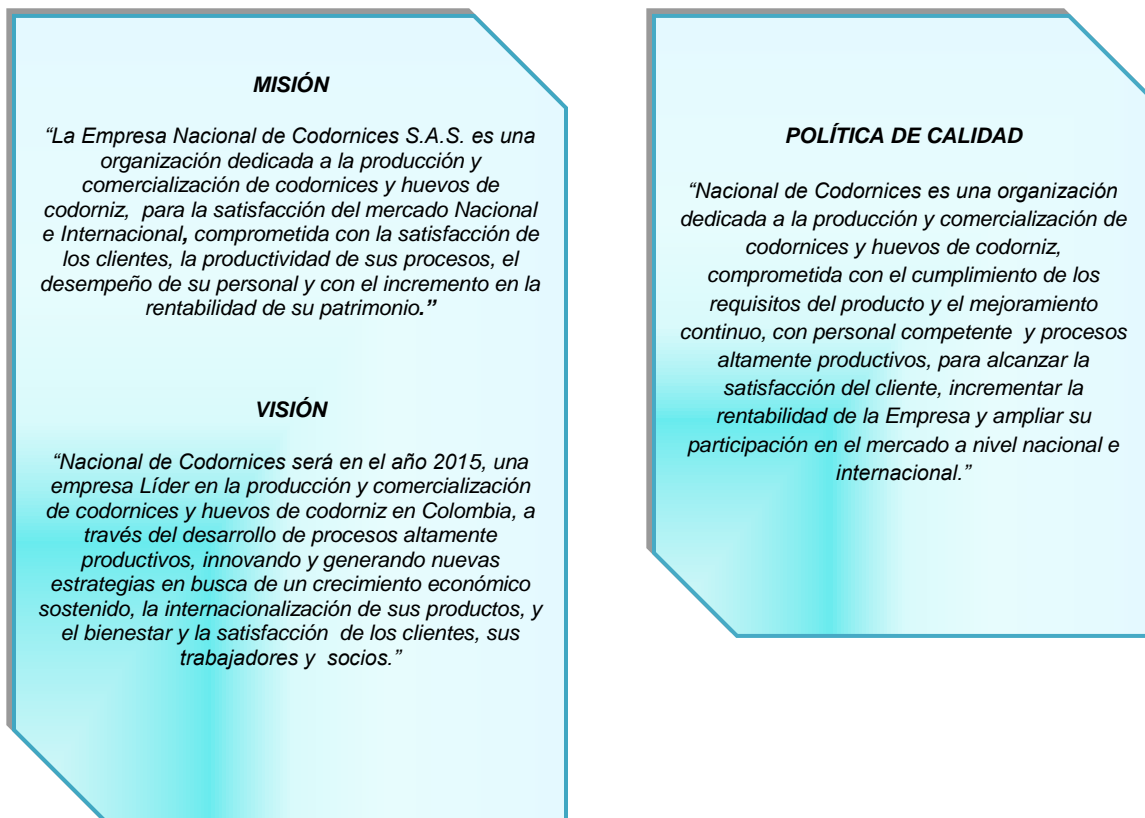 MISIÓN
“La Empresa Nacional de Codornices S.A.S. es una
organización dedicada a la producción y
comercialización de codornices y huevos de
codorniz, para la satisfacción del mercado Nacional
e Internacional, comprometida con la satisfacción de
los clientes, la productividad de sus procesos, el
desempeño de su personal y con el incremento en la
rentabilidad de su patrimonio.”
VISIÓN
“Nacional de Codornices será en el año 2015, una
empresa Líder en la producción y comercialización
de codornices y huevos de codorniz en Colombia, a
través del desarrollo de procesos altamente
productivos, innovando y generando nuevas
estrategias en busca de un crecimiento económico
sostenido, la internacionalización de sus productos, y
el bienestar y la satisfacción de los clientes, sus
trabajadores y socios.”
POLÍTICA DE CALIDAD
“Nacional de Codornices es una organización
dedicada a la producción y comercialización de
codornices y huevos de codorniz,
comprometida con el cumplimiento de los
requisitos del producto y el mejoramiento
continuo, con personal competente y procesos
altamente productivos, para alcanzar la
satisfacción del cliente, incrementar la
rentabilidad de la Empresa y ampliar su
participación en el mercado a nivel nacional e
internacional.”